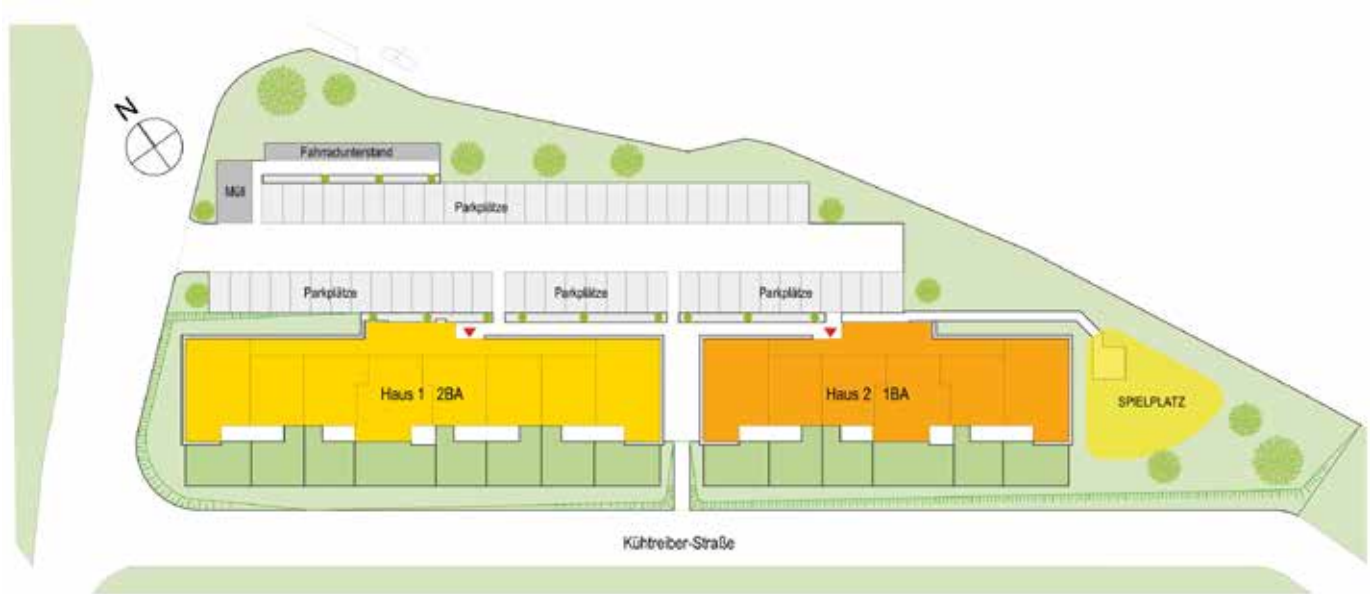 N
Fahrradunterstand
Müll
Parkplätze
Parkplätze
Parkplätze
Parkplätze
Haus 1 2BA
Haus 2 1BA
SPIELPLATZ
Kühtreiber-Straße